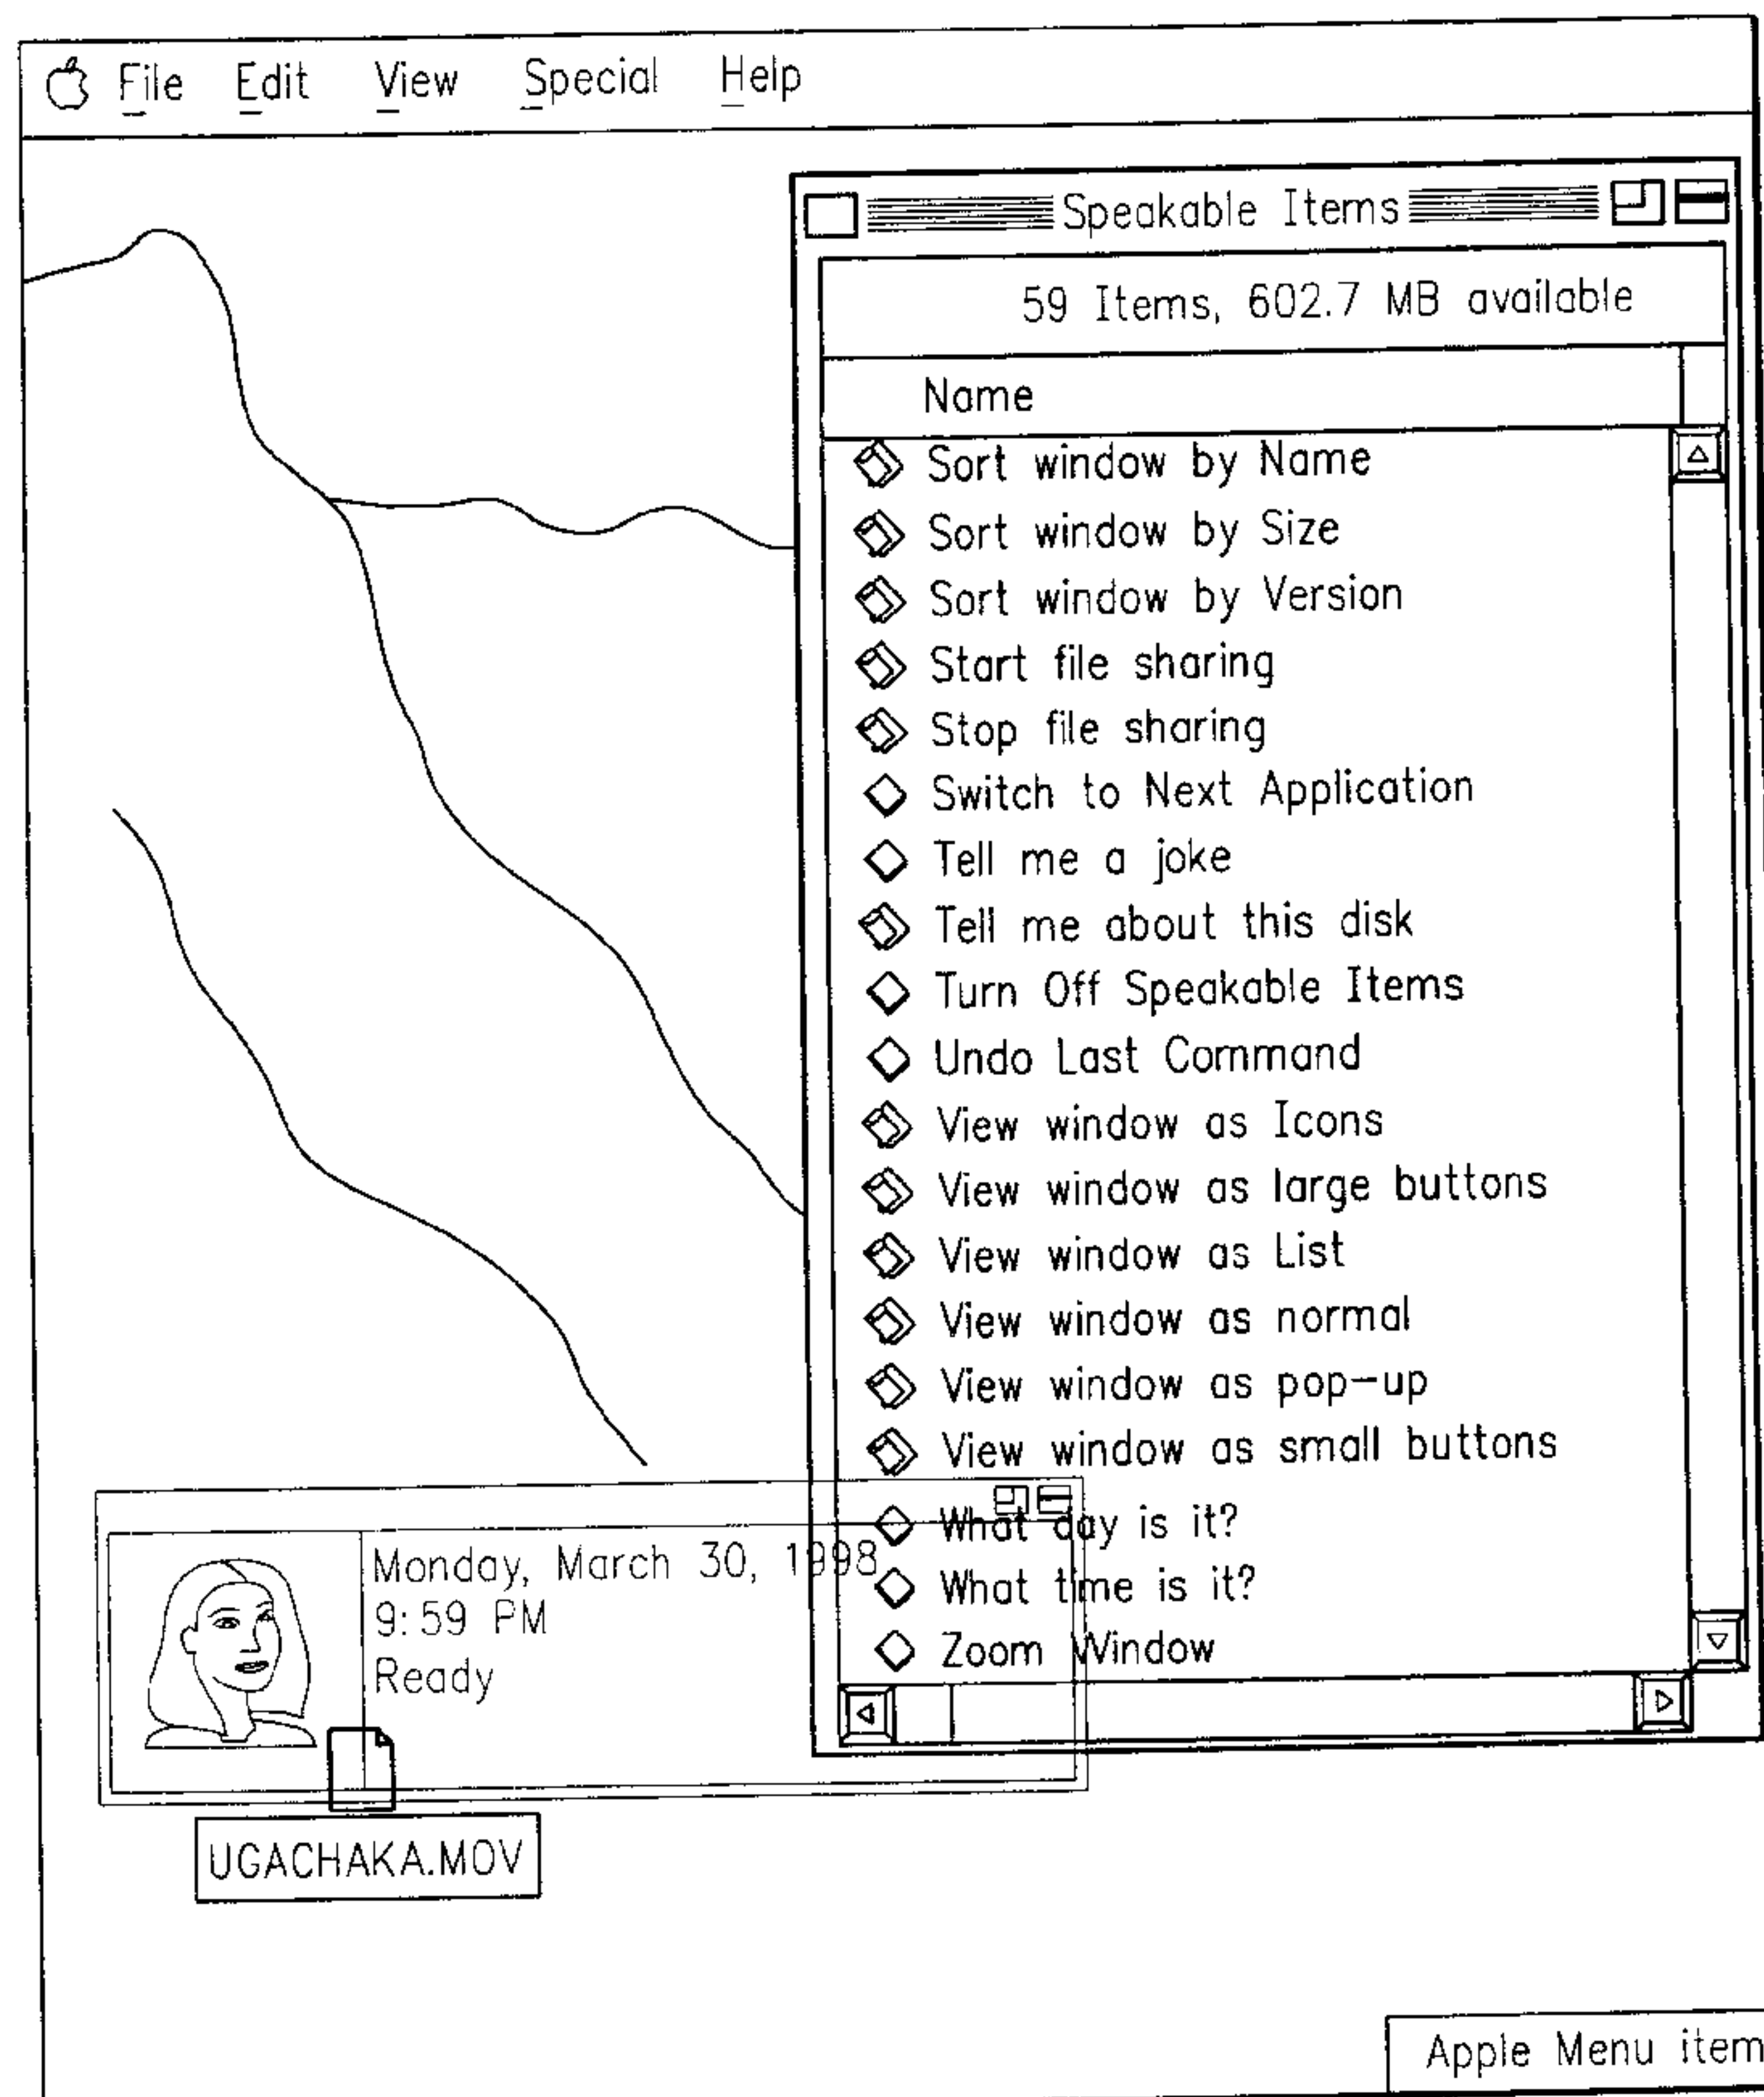 File Edit View Special Help
Speakable Items
59 Items, 602.7 MB available
Name
Sort window by Name
Sort window by Size
Sort window by Version
Start file sharing
Stop file sharing
Switch to Next Application
Tell me a joke
Tell me about this disk
Turn Off Speakable Items
Undo Last Command
View window as Icons
View window as large buttons
View window as List
View window as normal
View window as pop-up
View window as small buttons
What day is it?
What time is it?
Zoom Window
Monday, March 30, 1998
9:59 PM
Ready
UGACHAKA.MOV
Apple Menu item